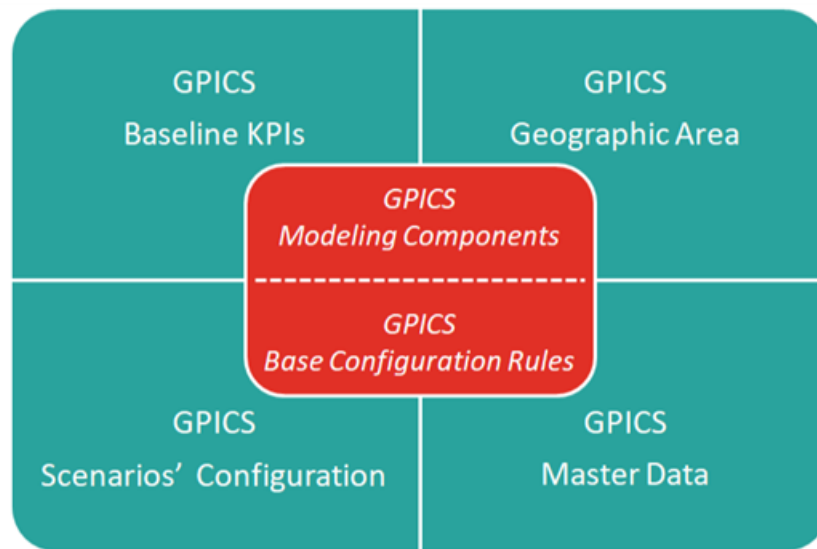 GPICS
Baseline KPIs
GPICS
Geographic Area
GPICS
Modeling Components
GPICS
Base Configuration Rules
GPICS
Scenarios’ Configuration
GPICS
Master Data